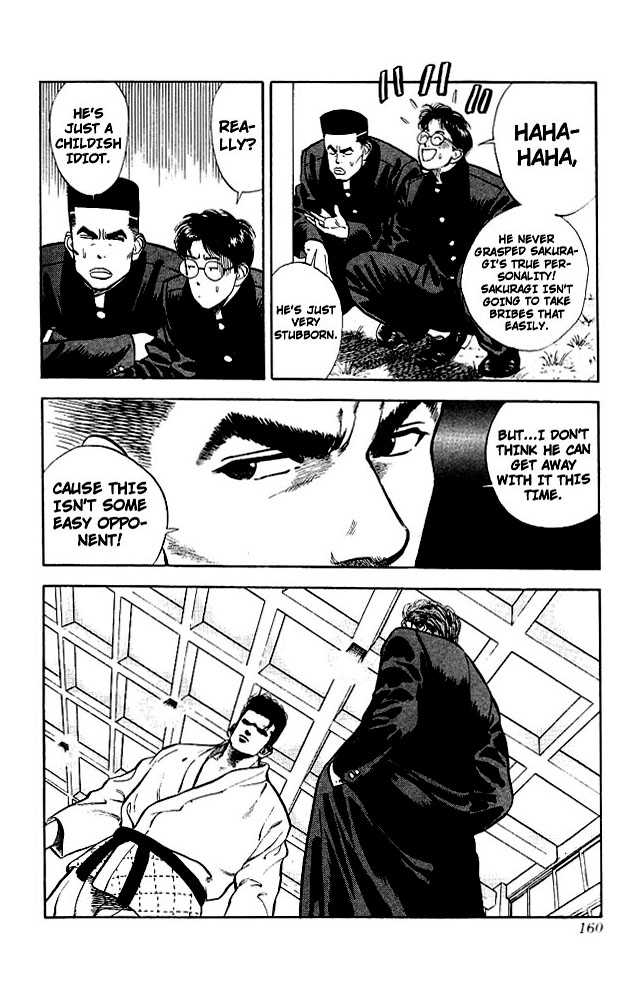 HAHA-
HAHA,
HE NEVER
GRASPED SAKURA-
GI'S TRUE PER-
SONALITY!
SAKURAGI ISN'T
GOING TO TAKE
BRIBES THAT
EASILY.
HE'S JUST
VERY
STUBBORN.
REA-
LLY?
HE'S
JUST A
CHILDISH
IDIOT.
BUT...I DON'T
THINK HE CAN
GET AWAY
WITH IT THIS
TIME.
CAUSE THIS
ISN'T SOME
EASY OPPO-
NENT!
160